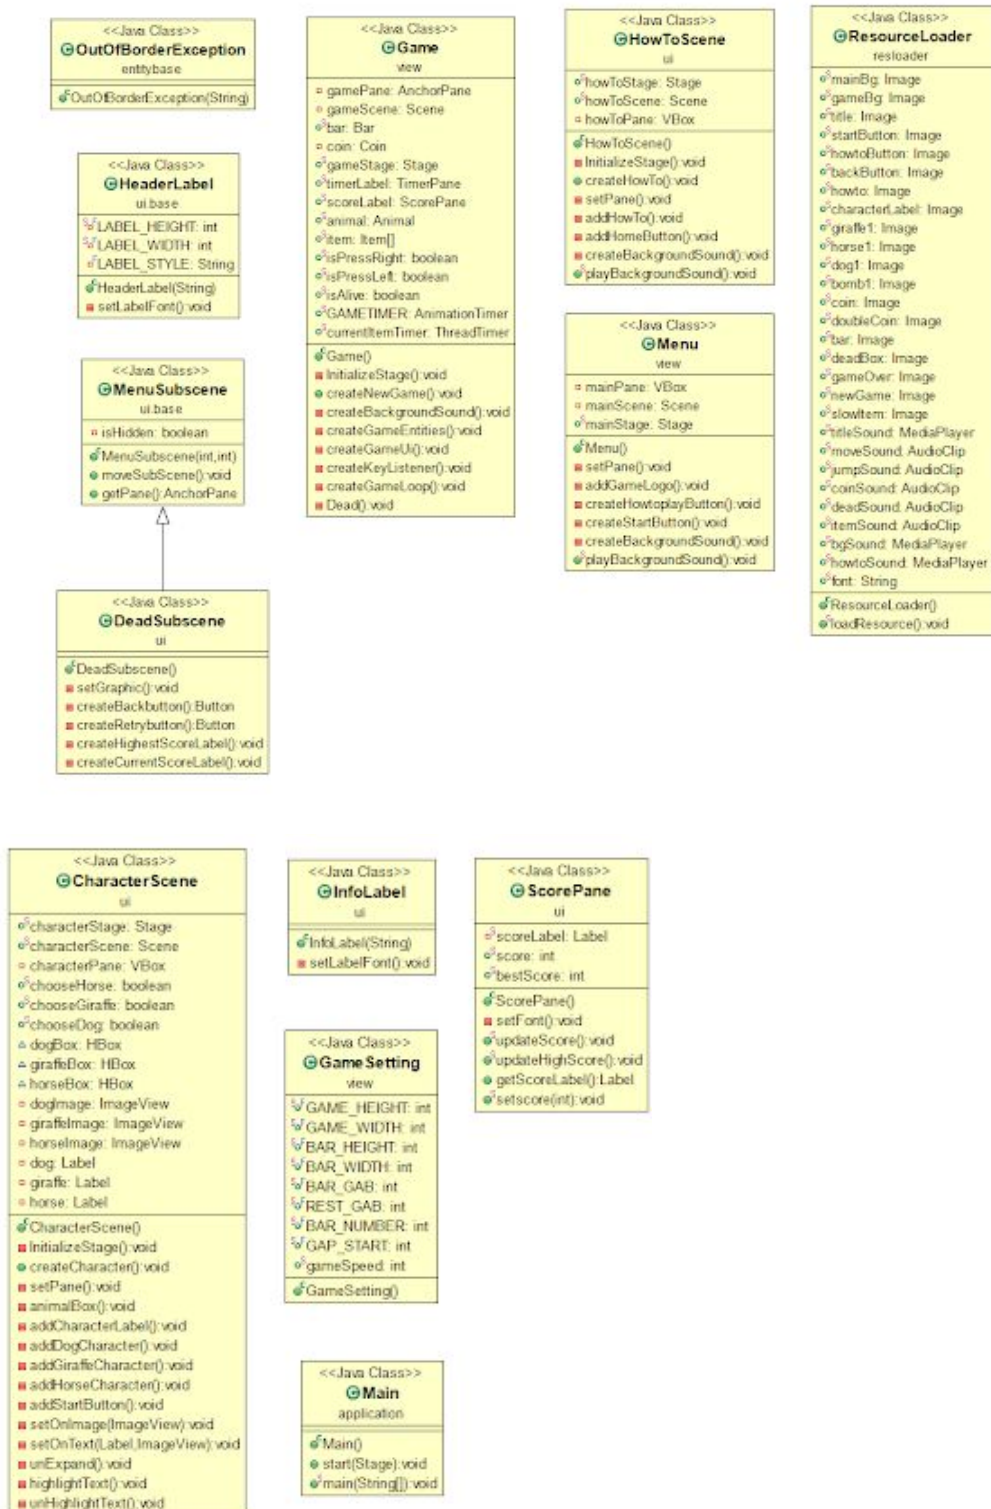 <<Java Class>>
OutOfBorderException
entitybase
OutOfBorderException(String)
<<Java Class>>
HeaderLabel
ui.base
LABEL_HEIGHT: int
LABEL_WIDTH: int
LABEL_STYLE: String
HeaderLabel(String)
setLabelFont():void
<<Java Class>>
MenuSubscene
ui.base
isHidden: boolean
MenuSubscene(int,int)
moveSubScene():void
getPane():AnchorPane
<<Java Class>>
DeadSubscene
ui
DeadSubscene()
setGraphic():void
createBackbutton():Button
createRetrybutton():Button
createHighestScoreLabel():void
createCurrentScoreLabel():void
<<Java Class>>
Game
view
gamePane: AnchorPane
gameScene: Scene
bar: Bar
coin: Coin
gameStage: Stage
timerLabel: TimerPane
scoreLabel: ScorePane
animal: Animal
item: Item[]
isPressRight: boolean
isPressLeft: boolean
isAlive: boolean
GAMETIMER: AnimationTimer
currentItemTimer: ThreadTimer
Game()
InitializeStage():void
createNewGame():void
createBackgroundSound():void
createGameEntities():void
createGameUi():void
createKeyListener():void
createGameLoop():void
Dead():void
<<Java Class>>
HowToScene
ui
howToStage: Stage
howToScene: Scene
howToPane: VBox
HowToScene()
InitializeStage():void
createHowTo():void
setPane():void
addHowTo():void
addHomeButton():void
createBackgroundSound():void
playBackgroundSound():void
<<Java Class>>
Menu
view
mainPane: VBox
mainScene: Scene
mainStage: Stage
Menu()
setPane():void
addGameLogo():void
createHowtoplayButton():void
createStartButton():void
createBackgroundSound():void
playBackgroundSound():void
<<Java Class>>
ResourceLoader
resloader
mainBg: Image
gameBg: Image
title: Image
startButton: Image
howtoButton: Image
backButton: Image
howto: Image
characterLabel: Image
giraffe1: Image
horse1: Image
dog1: Image
bomb1: Image
coin: Image
doubleCoin: Image
bar: Image
deadBox: Image
gameOver: Image
newGame: Image
slowItem: Image
titleSound: MediaPlayer
moveSound: AudioClip
jumpSound: AudioClip
coinSound: AudioClip
deadSound: AudioClip
itemSound: AudioClip
bgSound: MediaPlayer
howtoSound: MediaPlayer
font: String
ResourceLoader()
loadResource():void
<<Java Class>>
CharacterScene
ui
characterStage: Stage
characterScene: Scene
characterPane: VBox
chooseHorse: boolean
chooseGiraffe: boolean
chooseDog: boolean
dogBox: HBox
giraffeBox: HBox
horseBox: HBox
dogImage: ImageView
giraffeImage: ImageView
horseImage: ImageView
dog: Label
giraffe: Label
horse: Label
CharacterScene()
InitializeStage():void
createCharacter():void
setPane():void
animalBox():void
addCharacterLabel():void
addDogCharacter():void
addGiraffeCharacter():void
addHorseCharacter():void
addStartButton():void
setOnImage(ImageView):void
setOnText(Label,ImageView):void
unExpand():void
highlightText():void
unHighlightText():void
<<Java Class>>
InfoLabel
ui
InfoLabel(String)
setLabelFont():void
<<Java Class>>
GameSetting
view
GAME_HEIGHT: int
GAME_WIDTH: int
BAR_HEIGHT: int
BAR_WIDTH: int
BAR_GAB: int
REST_GAB: int
BAR_NUMBER: int
GAP_START: int
gameSpeed: int
GameSetting()
<<Java Class>>
Main
application
Main()
start(Stage):void
main(String[]):void
<<Java Class>>
ScorePane
ui
scoreLabel: Label
score: int
bestScore: int
ScorePane()
setFont():void
updateScore():void
updateHighScore():void
getScoreLabel():Label
setscore(int):void